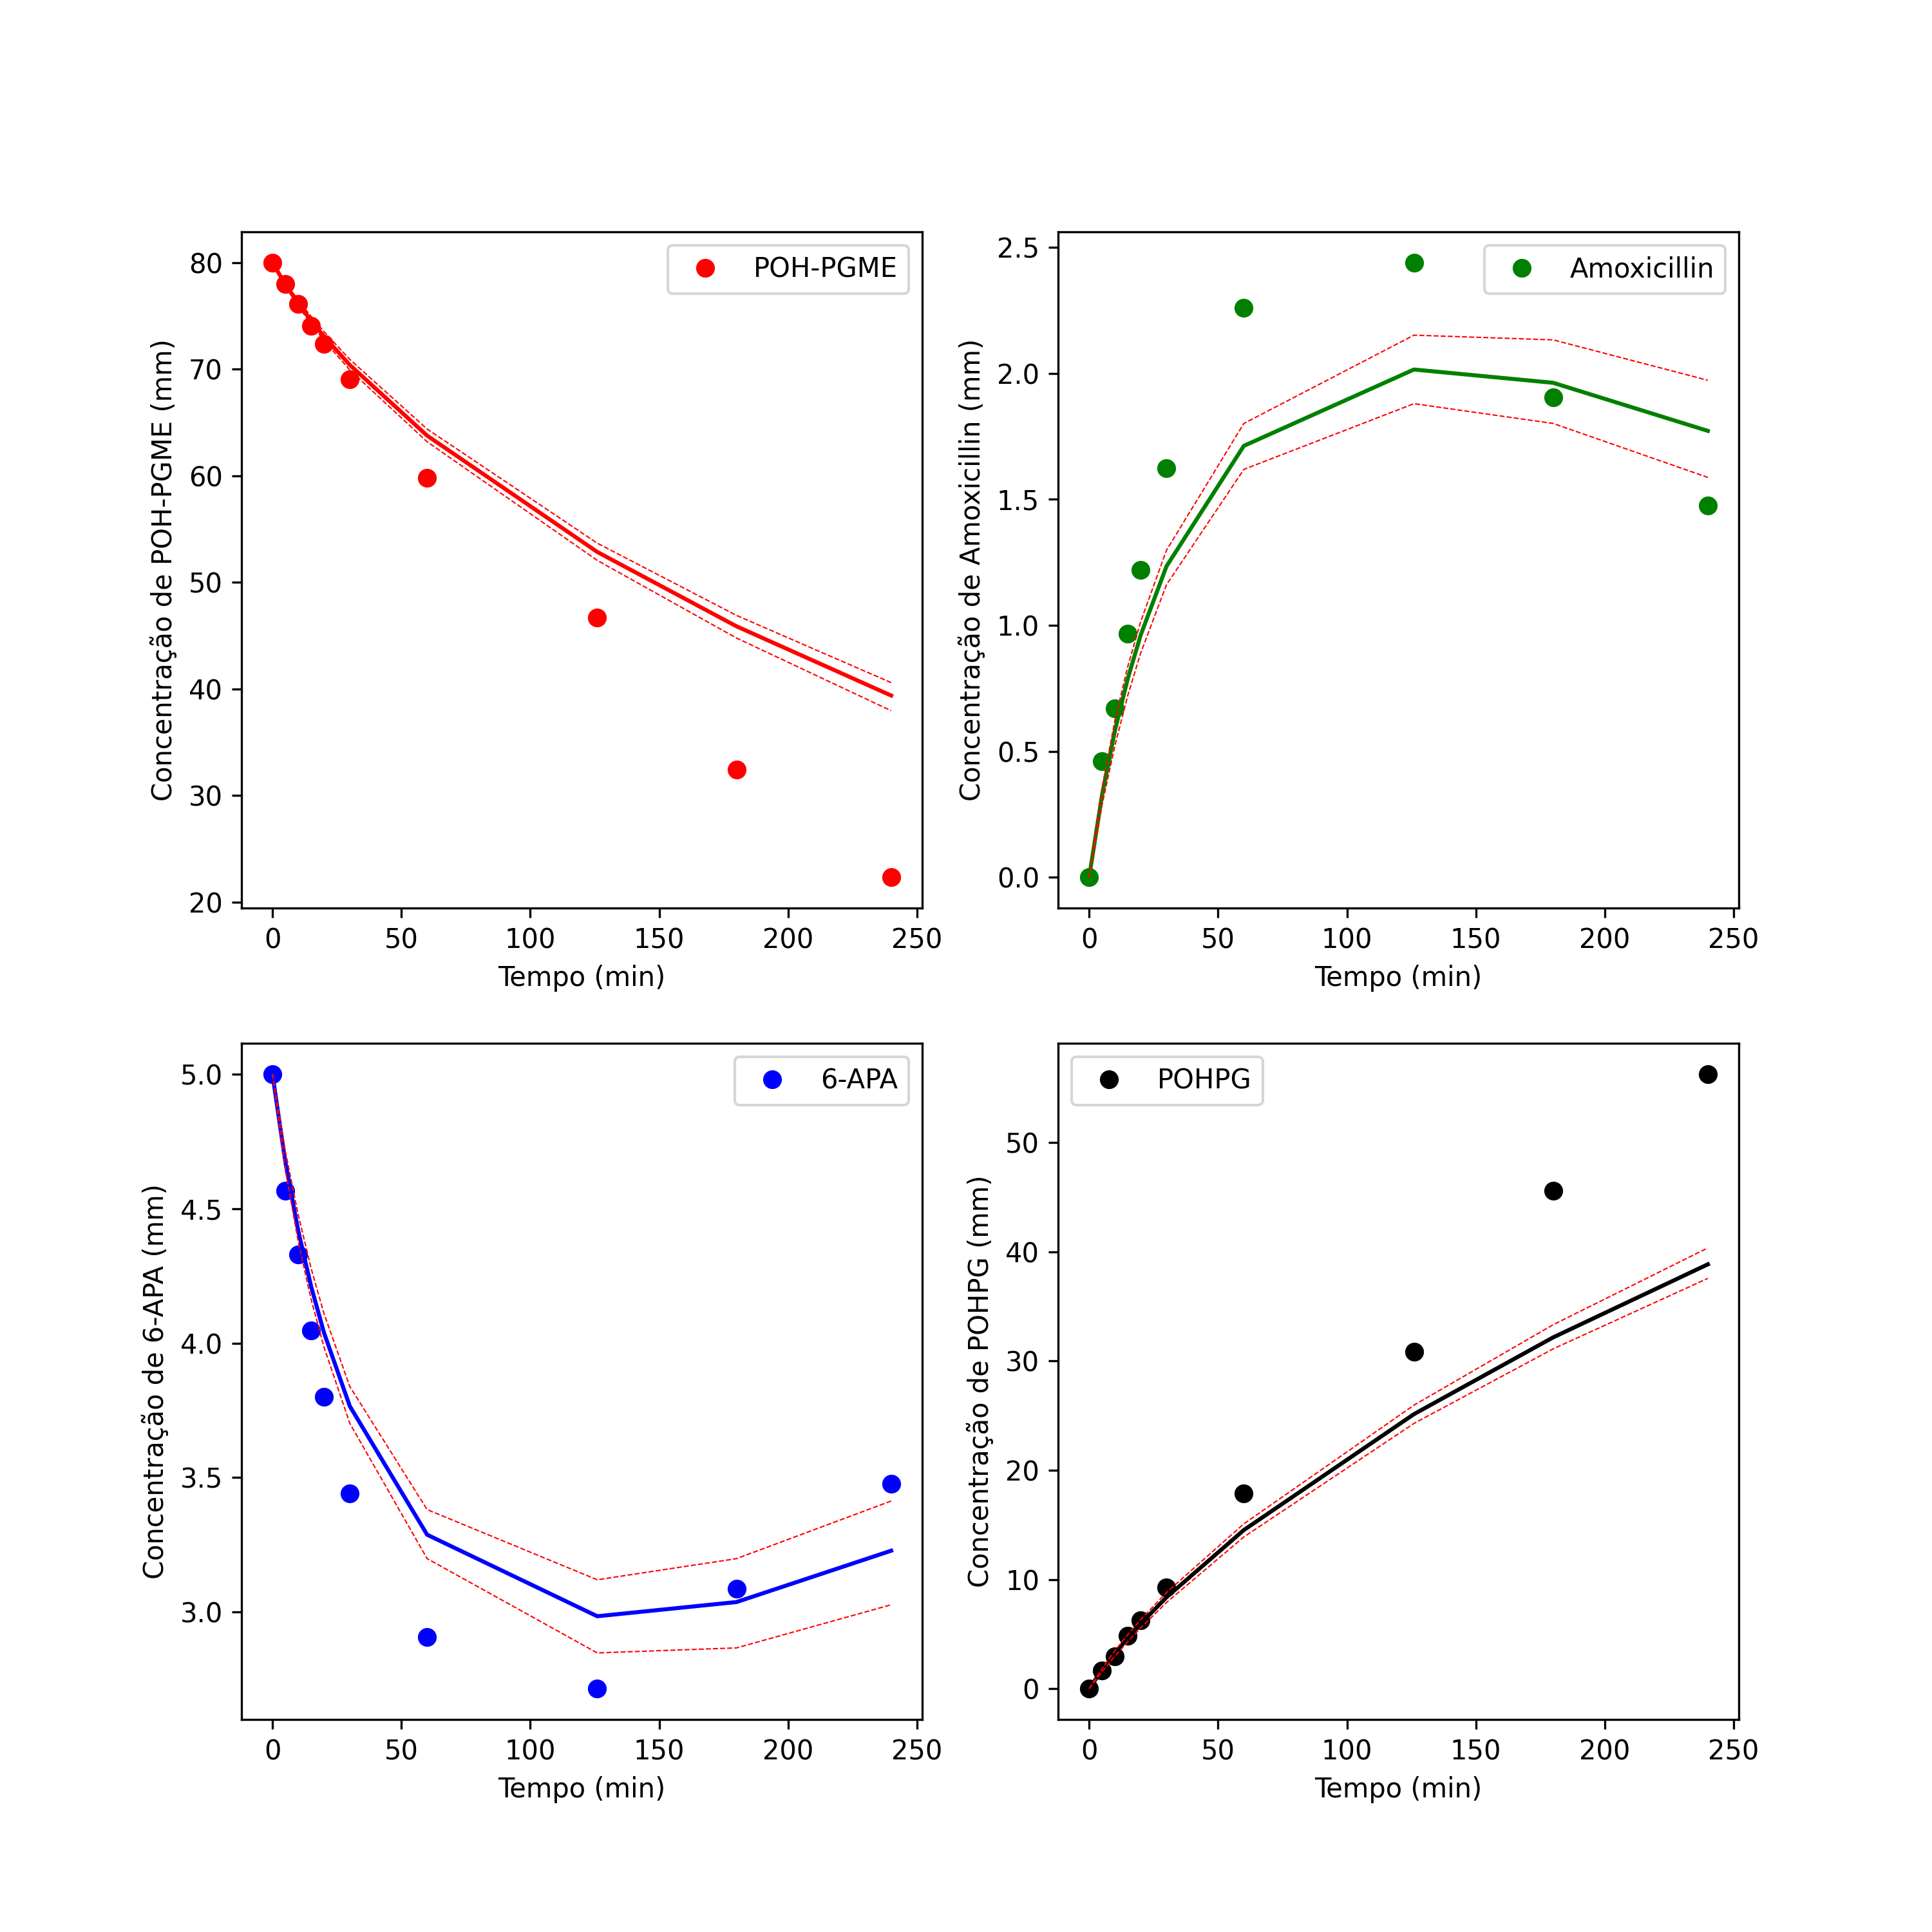 POH-PGME
Concentração de POH-PGME (mm)
80
70
60
50
40
30
20
0 50 100 150 200 250
Tempo (min)
Amoxicillin
Concentração de Amoxicillin (mm)
2.5
2.0
1.5
1.0
0.5
0.0
0 50 100 150 200 250
Tempo (min)
6-APA
Concentração de 6-APA (mm)
5.0
4.5
4.0
3.5
3.0
0 50 100 150 200 250
Tempo (min)
POHPG
Concentração de POHPG (mm)
50
40
30
20
10
0
0 50 100 150 200 250
Tempo (min)